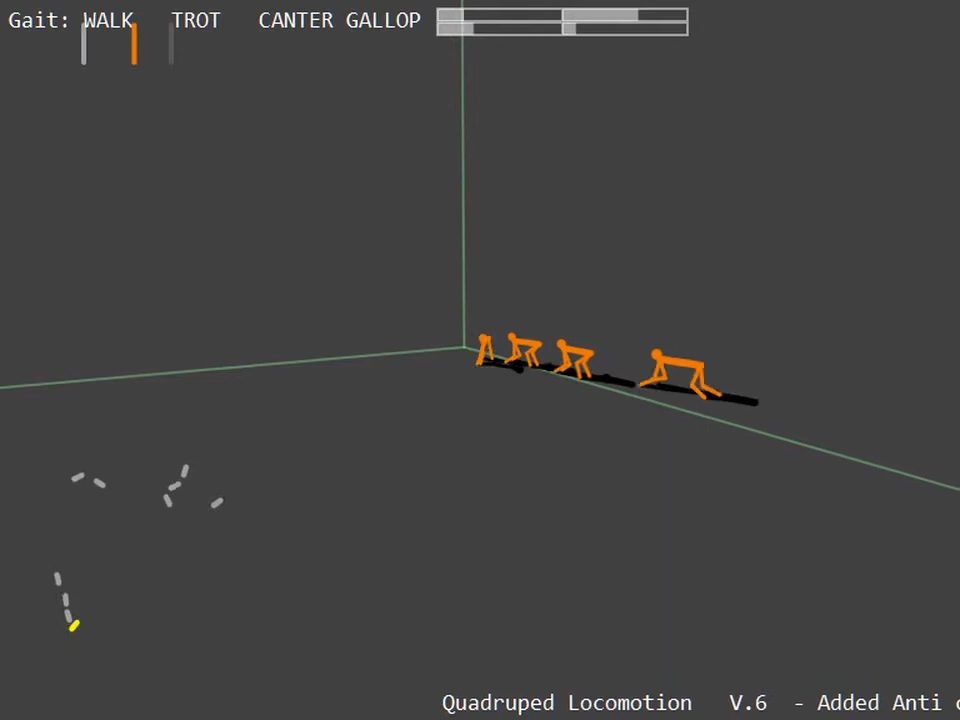 Gait: WALK TROT CANTER GALLOP
Quadruped Locomotion V.6 - Added Anti